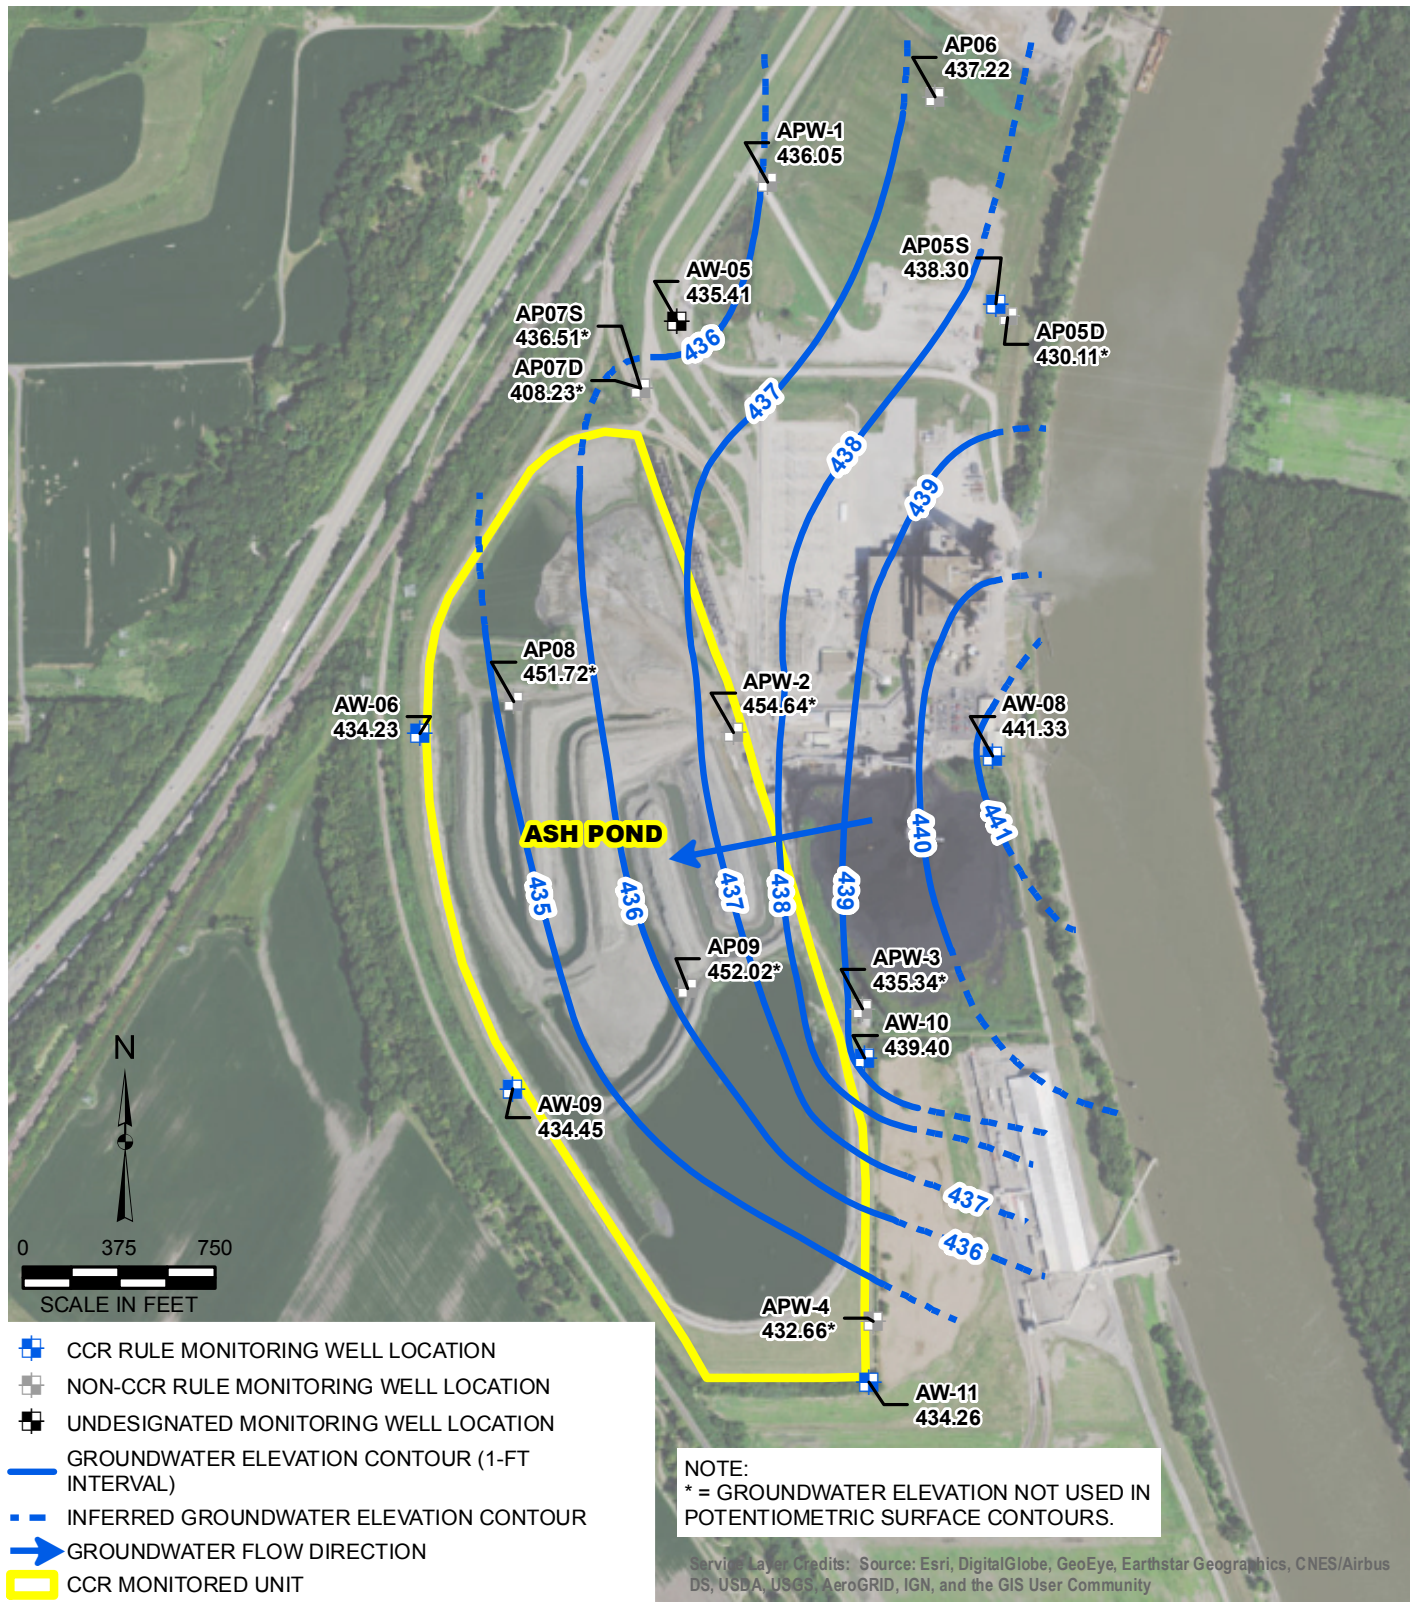 AP06
437.22
APW-1
436.05
AP05S
438.30
AW-05
435.41
AP07S
436.51*
AP05D
430.11*
436
AP07D
408.23*
437
438
439
AP08
451.72*
APW-2
454.64*
AW-06
434.23
AW-08
441.33
ASH POND
440
441
435
436
437
438
439
AP09
452.02*
APW-3
435.34*
AW-10
439.40
N
AW-09
434.45
437
436
0 375 750
SCALE IN FEET
APW-4
432.66*
AW-11
434.26
CCR RULE MONITORING WELL LOCATION
NON-CCR RULE MONITORING WELL LOCATION
UNDESIGNATED MONITORING WELL LOCATION
GROUNDWATER ELEVATION CONTOUR (1-FT
INTERVAL)
INFERRED GROUNDWATER ELEVATION CONTOUR
GROUNDWATER FLOW DIRECTION
CCR MONITORED UNIT
NOTE:
* = GROUNDWATER ELEVATION NOT USED IN
POTENTIOMETRIC SURFACE CONTOURS.
Service Layer Credits: Source: Esri, DigitalGlobe, GeoEye, Earthstar Geographics, CNES/Airbus
DS, USDA, USGS, AeroGRID, IGN, and the GIS User Community